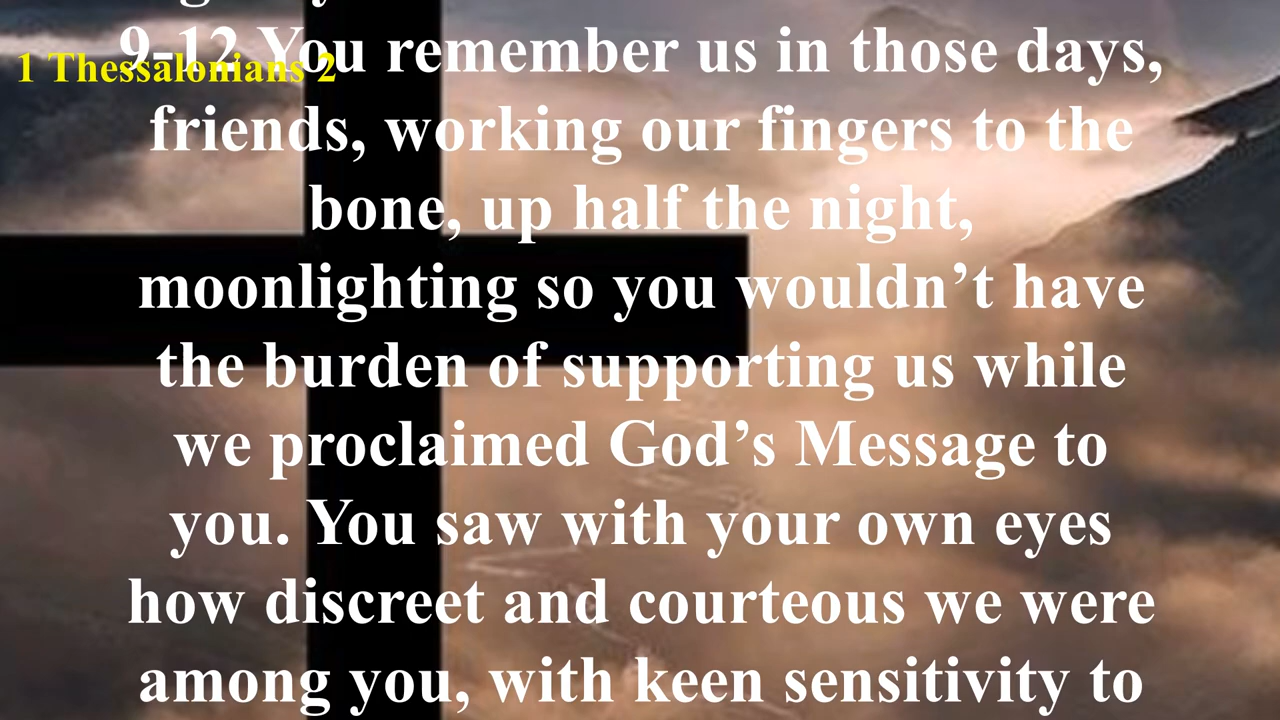 9-12 You remember us in those days,
1 Thessalonians 2
friends, working our fingers to the
bone, up half the night,
moonlighting so you wouldn’t have
the burden of supporting us while
we proclaimed God’s Message to
you. You saw with your own eyes
how discreet and courteous we were
among you, with keen sensitivity to